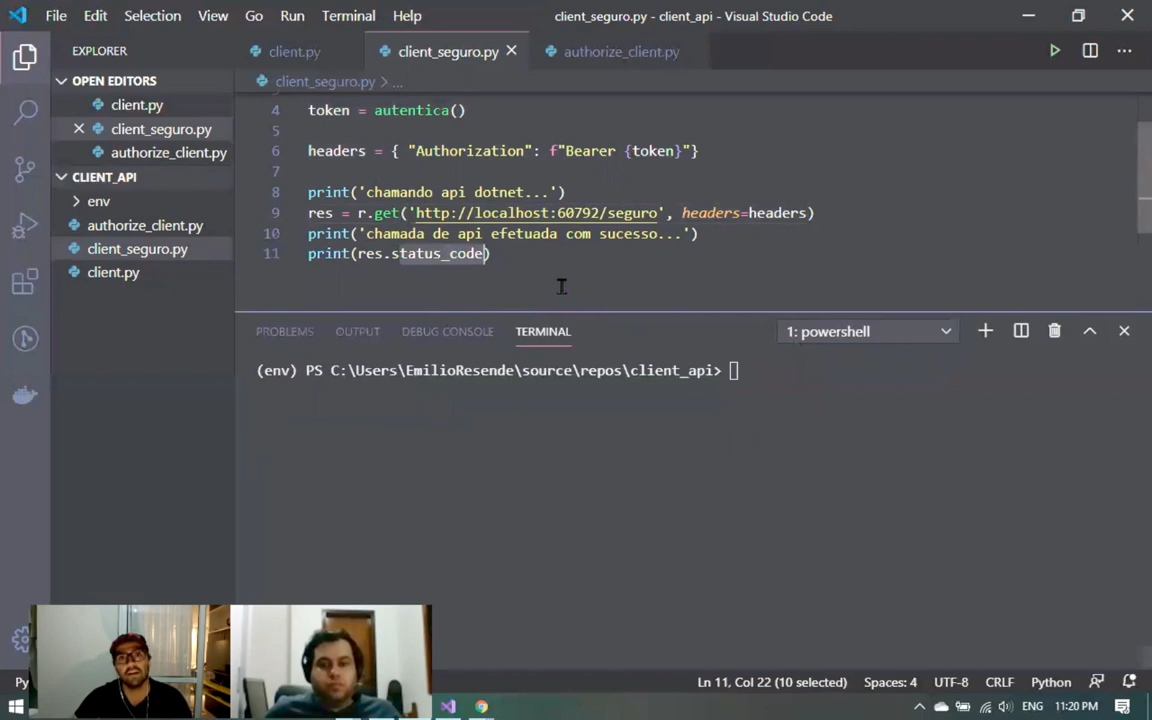 File Edit Selection View Go Run Terminal Help client_seguro.py - client_api - Visual Studio Code
EXPLORER
client.py client_seguro.py authorize_client.py
OPEN EDITORS
client.py
client_seguro.py
authorize_client.py
CLIENT_API
env
authorize_client.py
client_seguro.py
client.py
client_seguro.py > ...
4 token = autentica()
5
6 headers = { "Authorization": f"Bearer {token}"}
7
8 print('chamando api dotnet...')
9 res = r.get('http://localhost:60792/seguro', headers=headers)
10 print('chamada de api efetuada com sucesso...')
11 print(res.status_code)
PROBLEMS OUTPUT DEBUG CONSOLE TERMINAL 1: powershell
(env) PS C:\Users\EmilioResende\source\repos\client_api>
Py Ln 11, Col 22 (10 selected) Spaces: 4 UTF-8 CRLF Python
ENG 11:20 PM